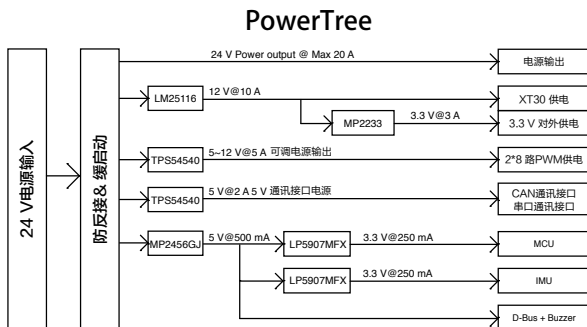 PowerTree
24 V电源输入
防反接& 缓启动
24 V Power output @ Max 20 A
电源输出
LM25116
12 V@10 A
XT30 供电
MP2233
3.3 V@3 A
3.3 V 对外供电
TPS54540
5~12 V@5 A 可调电源输出
2*8 路PWM供电
TPS54540
5 V@2 A 5 V 通讯接口电源
CAN通讯接口
串口通讯接口
MP2456GJ
5 V@500 mA
LP5907MFX
3.3 V@250 mA
MCU
LP5907MFX
3.3 V@250 mA
IMU
D-Bus + Buzzer